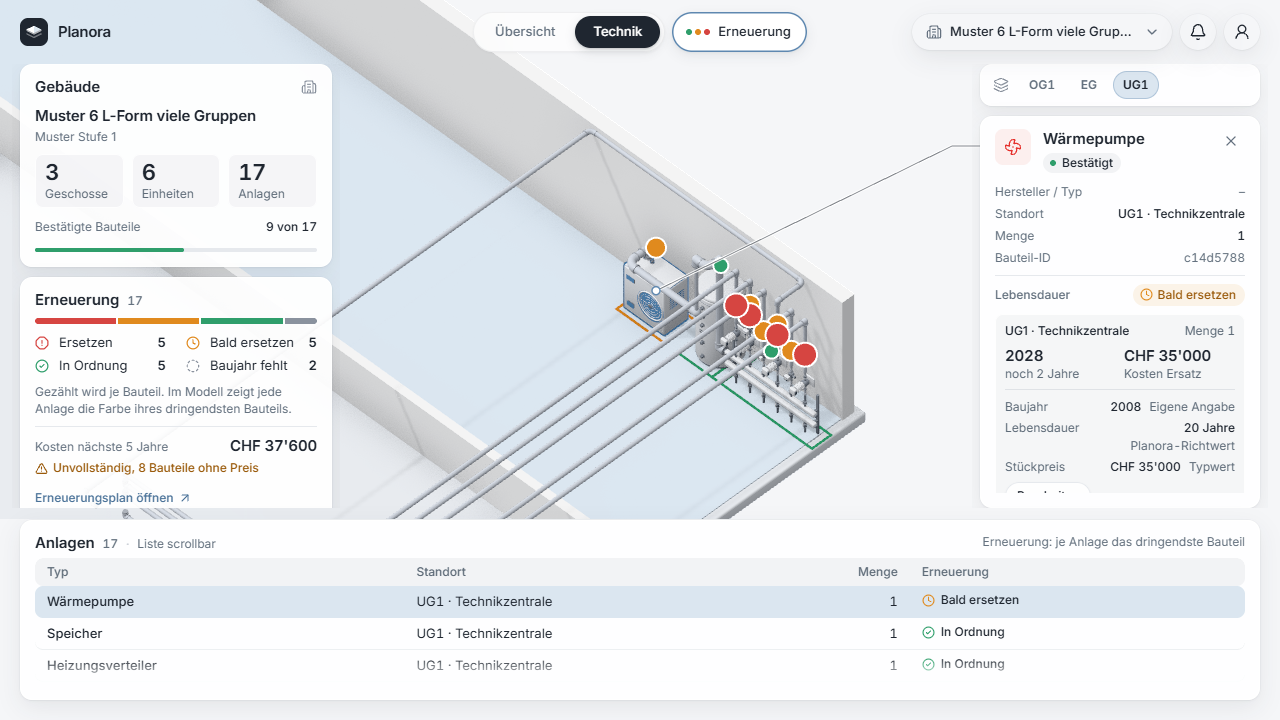 Planora
Übersicht
Technik
Erneuerung
Muster 6 L-Form viele Grup...
Gebäude
Muster 6 L-Form viele Gruppen
Muster Stufe 1
3 6 17
Geschosse Einheiten Anlagen
Bestätigte Bauteile 9 von 17
Erneuerung 17
Ersetzen 5 Bald ersetzen 5
In Ordnung 5 Baujahr fehlt 2
Gezählt wird je Bauteil. Im Modell zeigt jede
Anlage die Farbe ihres dringendsten Bauteils.
Kosten nächste 5 Jahre CHF 37'600
Unvollständig, 8 Bauteile ohne Preis
Erneuerungsplan öffnen
OG1 EG UG1
Wärmepumpe
Bestätigt
Hersteller / Typ –
Standort UG1 · Technikzentrale
Menge 1
Bauteil-ID c14d5788
Lebensdauer Bald ersetzen
UG1 · Technikzentrale Menge 1
2028 CHF 35'000
noch 2 Jahre Kosten Ersatz
Baujahr 2008 Eigene Angabe
Lebensdauer 20 Jahre
Planora-Richtwert
Stückpreis CHF 35'000 Typwert
Anlagen 17 · Liste scrollbar
Erneuerung: je Anlage das dringendste Bauteil
Typ Standort Menge Erneuerung
Wärmepumpe UG1 · Technikzentrale 1 Bald ersetzen
Speicher UG1 · Technikzentrale 1 In Ordnung
Heizungsverteiler UG1 · Technikzentrale 1 In Ordnung